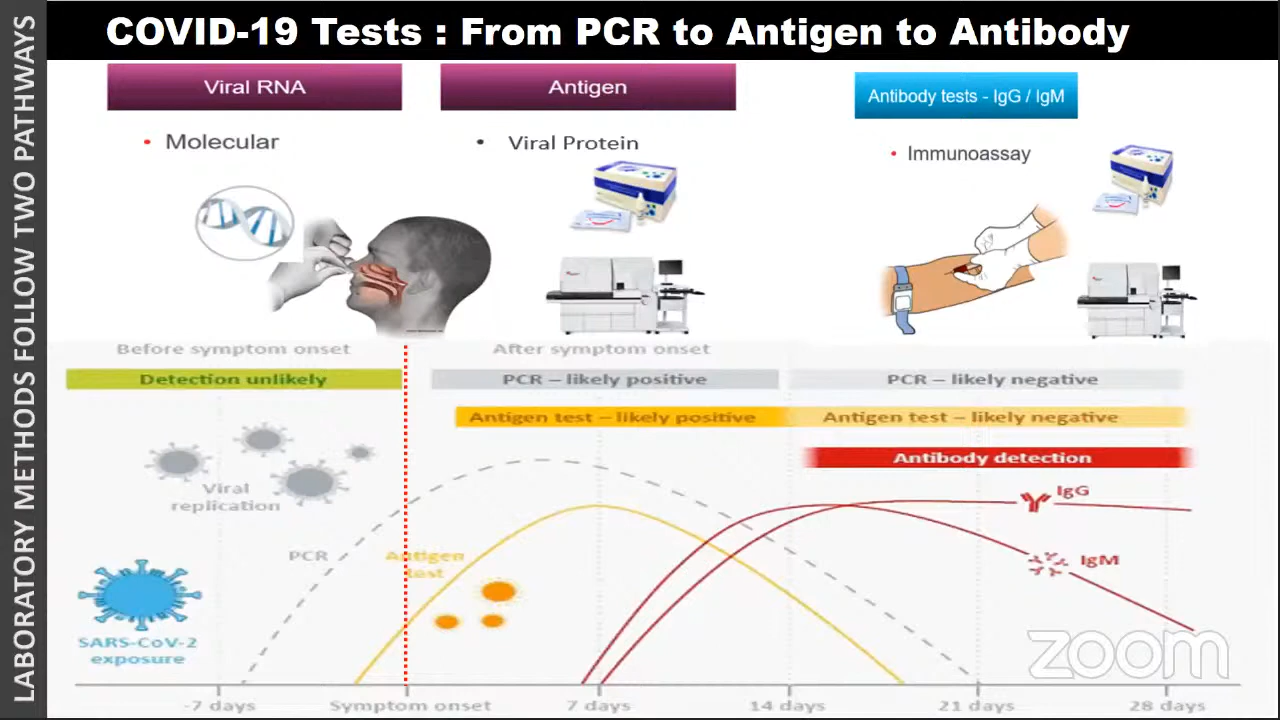 LABORATORY METHODS FOLLOW TWO PATHWAYS
COVID-19 Tests : From PCR to Antigen to Antibody
Viral RNA
Antigen
Antibody tests - IgG / IgM
• Molecular
• Viral Protein
• Immunoassay
Before symptom onset
After symptom onset
Detection unlikely
PCR – likely positive
PCR – likely negative
Antigen test – likely positive
Antigen test – likely negative
Antibody detection
Viral
replication
IgG
PCR
Antigen
test
IgM
SARS-CoV-2
exposure
zoom
-7 days
Symptom onset
7 days
14 days
21 days
28 days